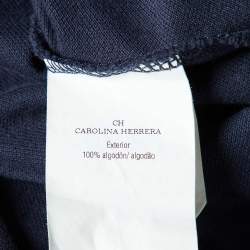 CH
CAROLINA HERRERA
Exterior
100% algodón/ algodão